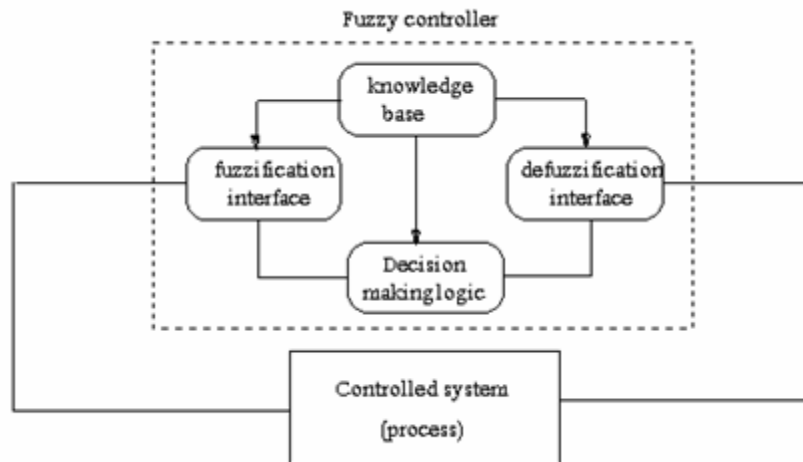 Fuzzy controller
knowledge
base
fuzzification
interface
defuzzification
interface
Decision
makinglogic
Controlled system
(process)